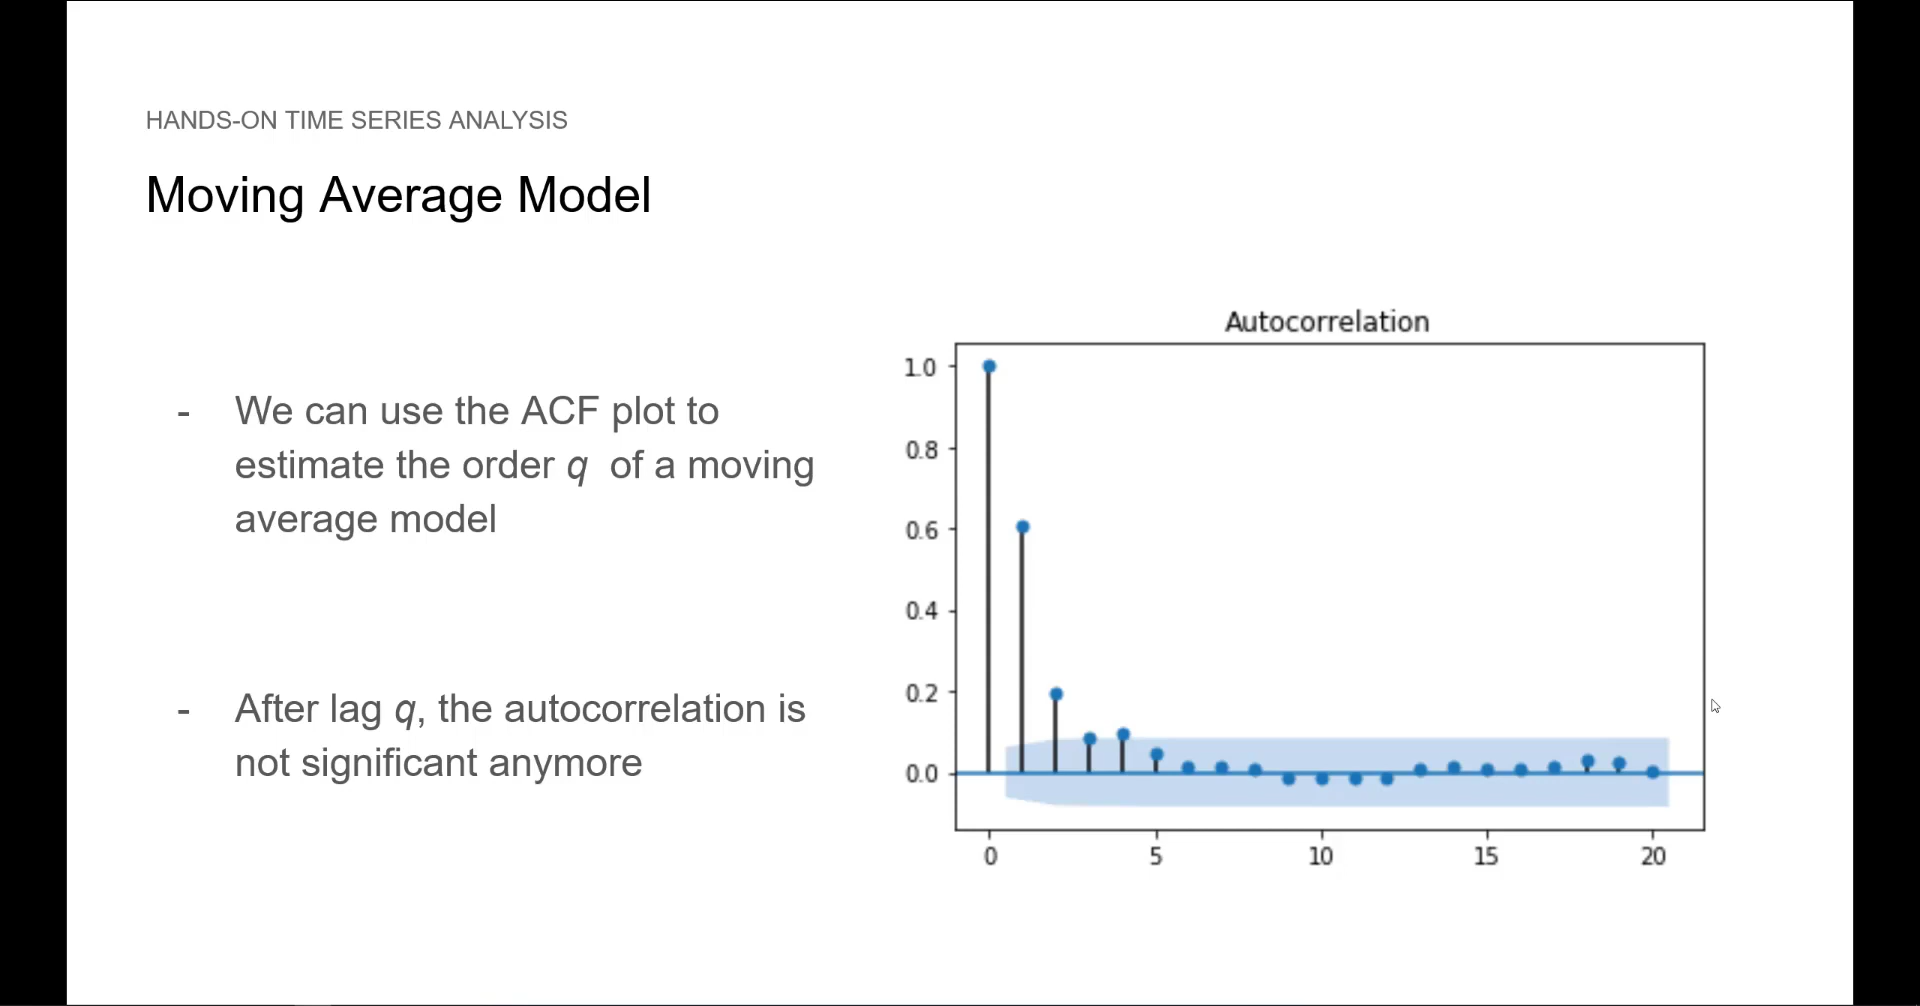 HANDS-ON TIME SERIES ANALYSIS
Moving Average Model
- We can use the ACF plot to
estimate the order q of a moving
average model
- After lag q, the autocorrelation is
not significant anymore
Autocorrelation
1.0
0.8
0.6
0.4
0.2
0.0
0 5 10 15 20